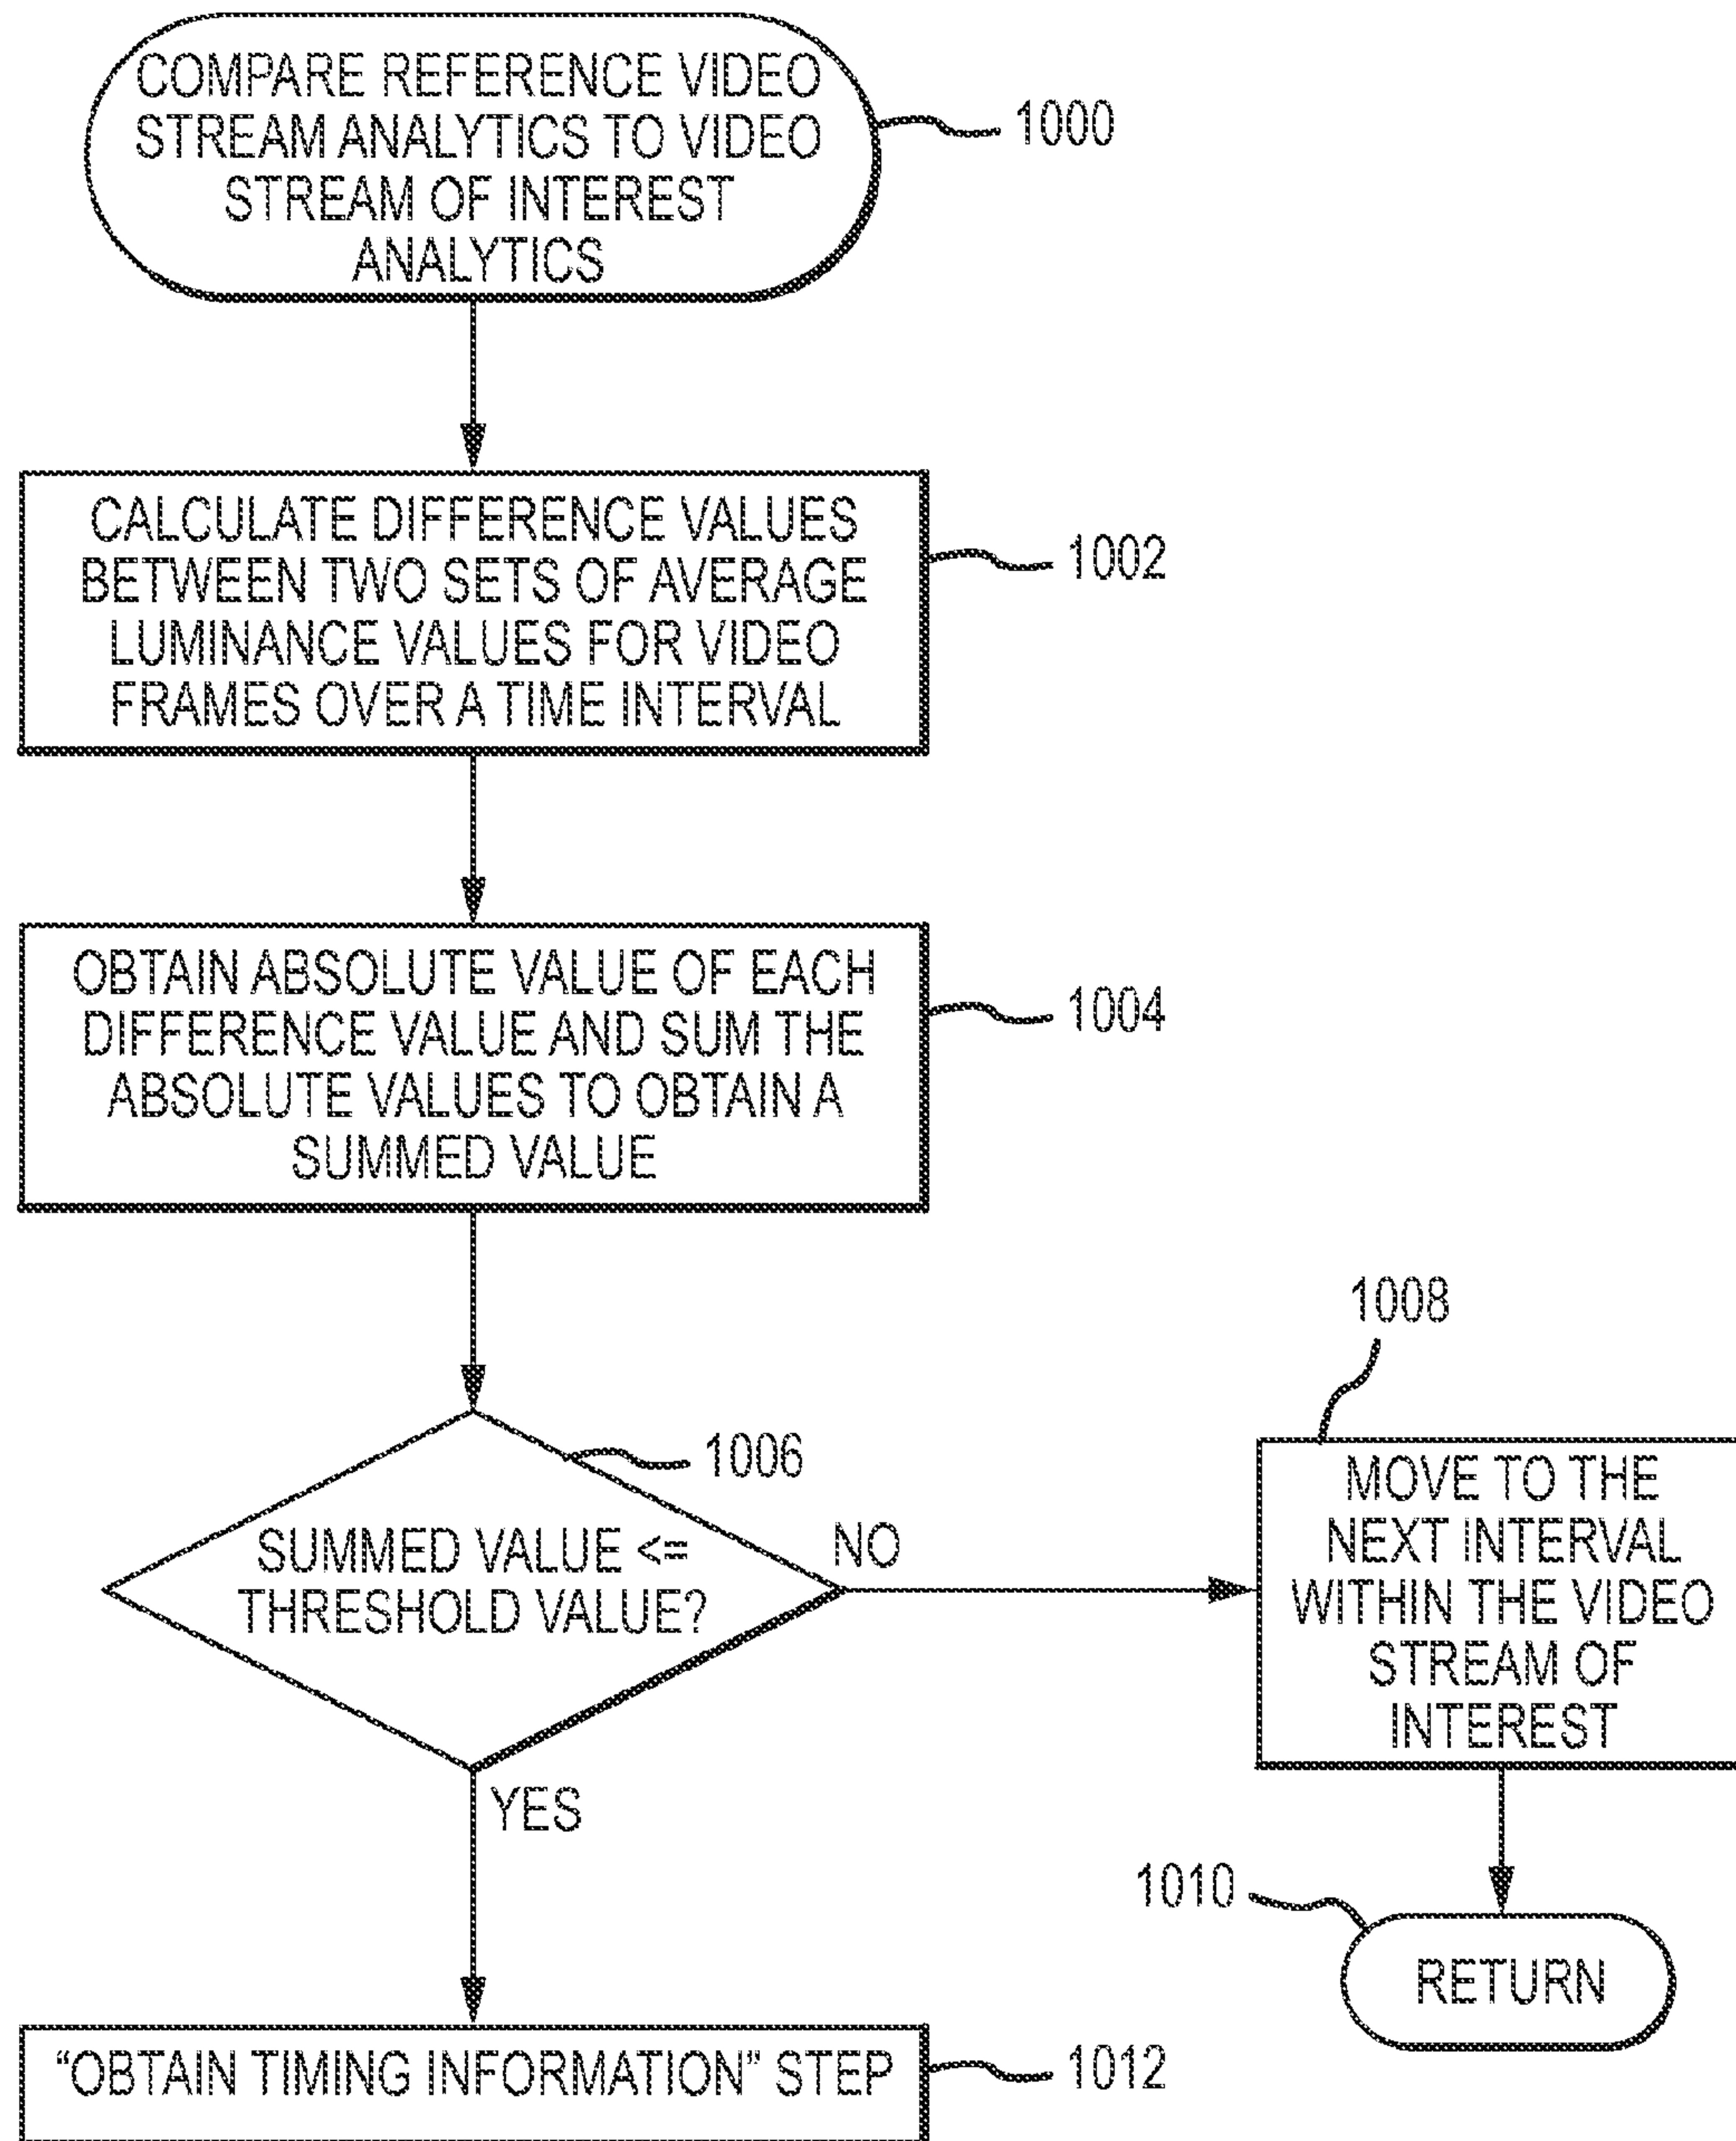 COMPARE REFERENCE VIDEO
STREAM ANALYTICS TO VIDEO
STREAM OF INTEREST
ANALYTICS
1000
CALCULATE DIFFERENCE VALUES
BETWEEN TWO SETS OF AVERAGE
LUMINANCE VALUES FOR VIDEO
FRAMES OVER A TIME INTERVAL
1002
OBTAIN ABSOLUTE VALUE OF EACH
DIFFERENCE VALUE AND SUM THE
ABSOLUTE VALUES TO OBTAIN A
SUMMED VALUE
1004
1006
SUMMED VALUE <=
THRESHOLD VALUE?
NO
YES
1008
MOVE TO THE
NEXT INTERVAL
WITHIN THE VIDEO
STREAM OF
INTEREST
1010
RETURN
“OBTAIN TIMING INFORMATION” STEP
1012